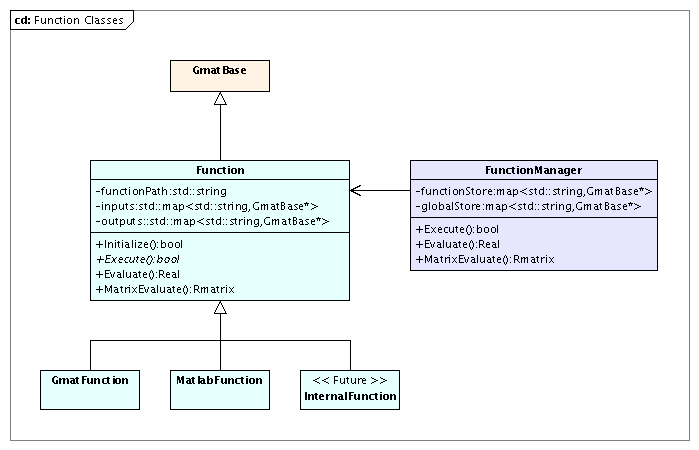 cd: Function Classes
GmatBase
Function
-functionPath:std::string
-inputs:std::map<std::string,GmatBase*>
-outputs::std::map<std::string,GmatBase*>
+Initialize():bool
+Execute():bool
+Evaluate():Real
+MatrixEvaluate():Rmatrix
FunctionManager
-functionStore:map<std::string,GmatBase*>
-globalStore:map<std::string,GmatBase*>
+Execute():bool
+Evaluate():Real
+MatrixEvaluate():Rmatrix
GmatFunction
MatlabFunction
<< Future >>
InternalFunction